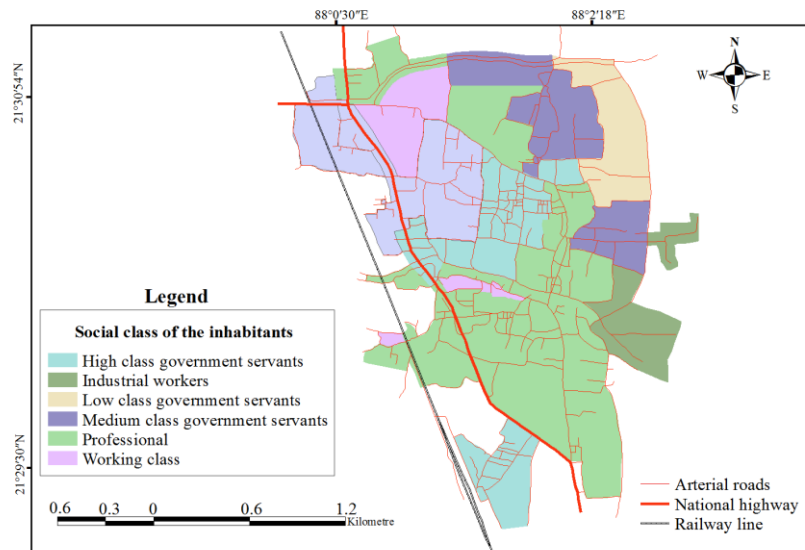 88°0'30"E
88°2'18"E
N
W
E
S
21°30'54"N
21°29'30"N
Legend
Social class of the inhabitants
High class government servants
Industrial workers
Low class government servants
Medium class government servants
Professional
Working class
0.6 0.3 0 0.6 1.2
Kilometre
Arterial roads
National highway
Railway line